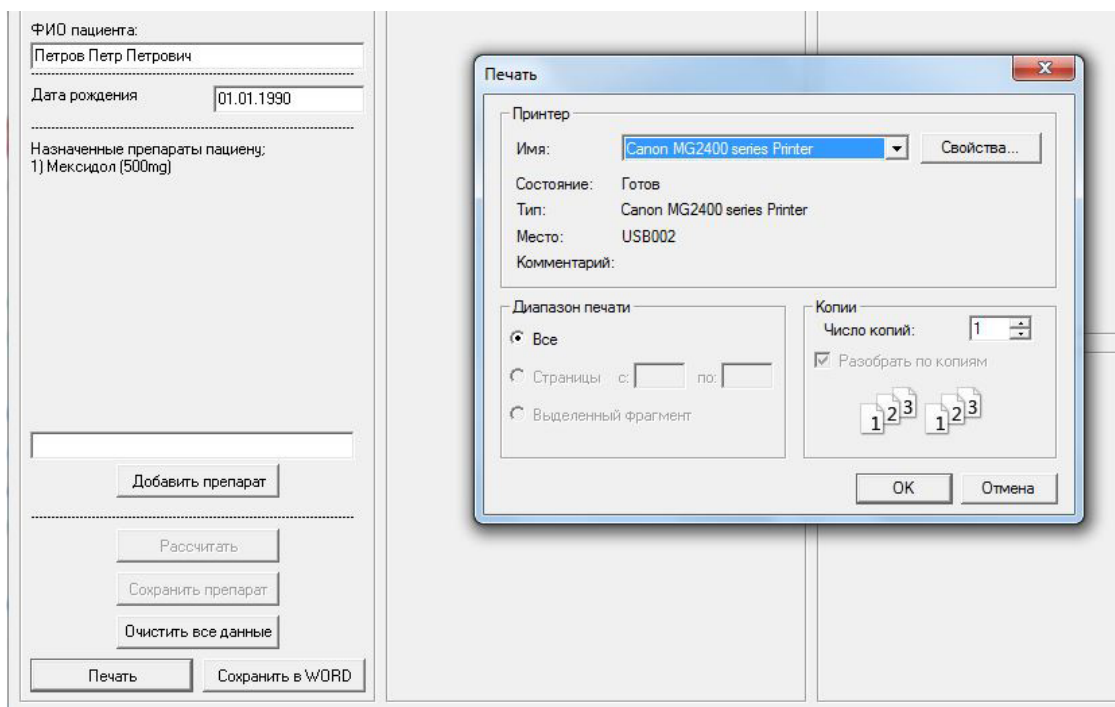 ФИО пациента:
Петров Петр Петрович
Дата рождения 01.01.1990
Назначенные препараты пациену;
1) Мексидол (500mg)
Добавить препарат
Рассчитать
Сохранить препарат
Очистить все данные
Печать Сохранить в WORD
Печать
Принтер
Имя: Canon MG2400 series Printer Свойства...
Состояние: Готов
Тип: Canon MG2400 series Printer
Место: USB002
Комментарий:
Диапазон печати
Все
Страницы с: по:
Выделенный фрагмент
Копии
Число копий: 1
Разобрать по копиям
1 2 3 1 2 3
OK Отмена